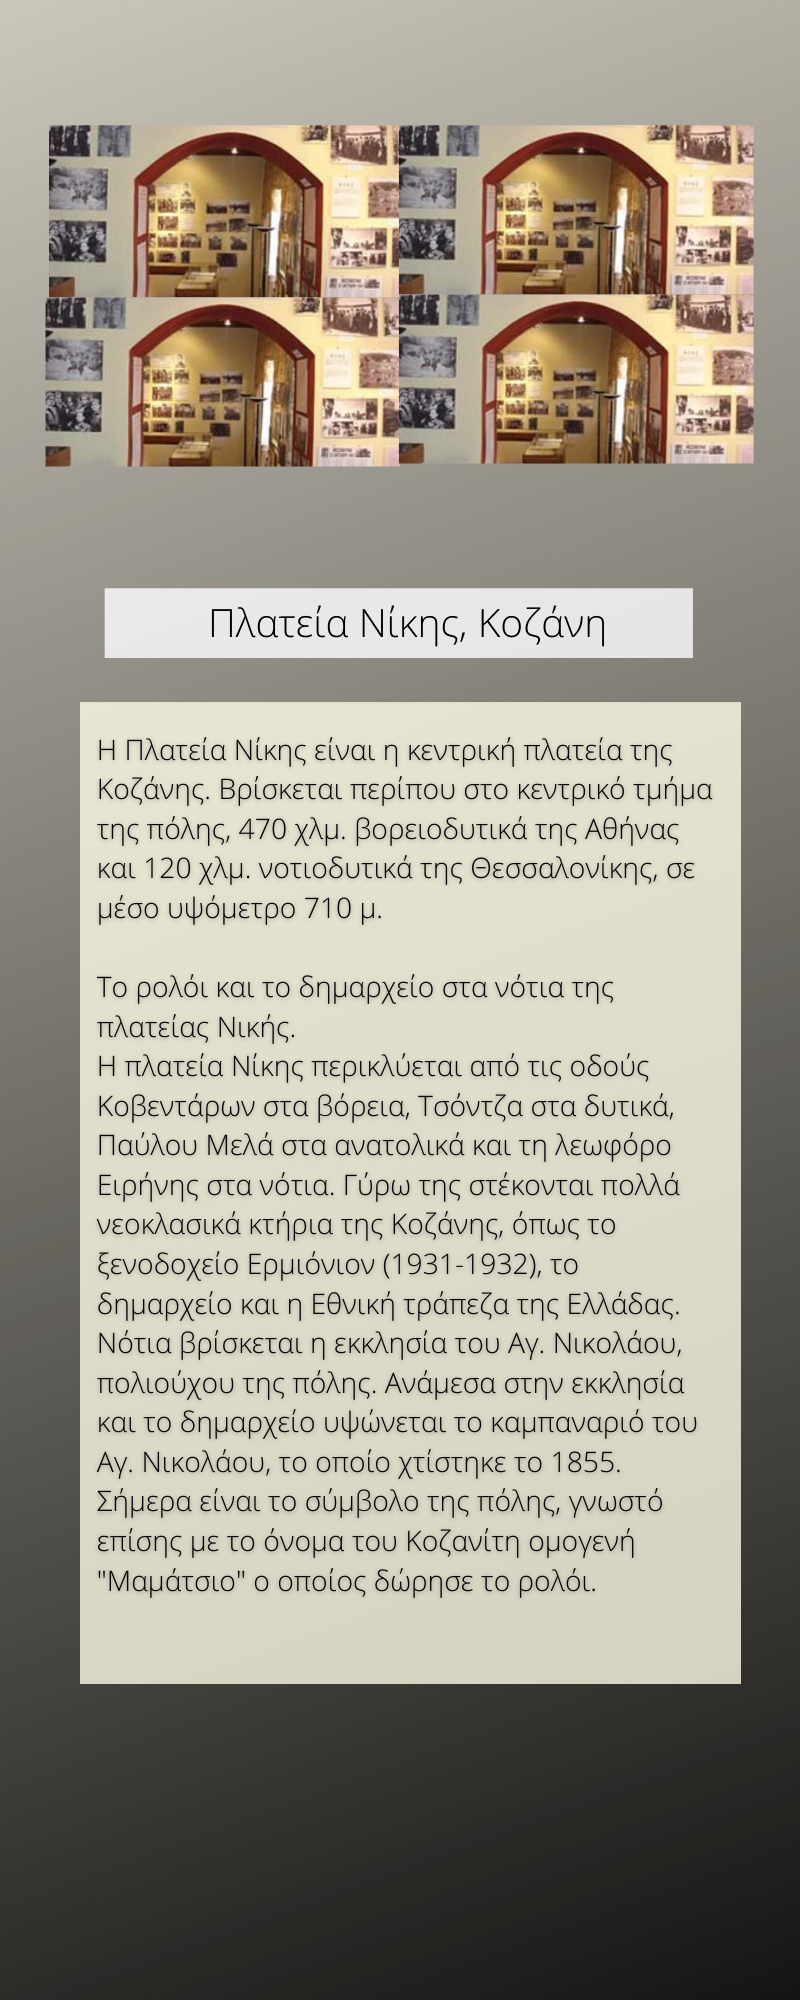 Πλατεία Νίκης, Κοζάνη
Η Πλατεία Νίκης είναι η κεντρική πλατεία της
Κοζάνης. Βρίσκεται περίπου στο κεντρικό τμήμα
της πόλης, 470 χλμ. βορειοδυτικά της Αθήνας
και 120 χλμ. νοτιοδυτικά της Θεσσαλονίκης, σε
μέσο υψόμετρο 710 μ.
Το ρολόι και το δημαρχείο στα νότια της
πλατείας Νικής.
Η πλατεία Νίκης περικλύεται από τις οδούς
Κοβεντάρων στα βόρεια, Τσόντζα στα δυτικά,
Παύλου Μελά στα ανατολικά και τη λεωφόρο
Ειρήνης στα νότια. Γύρω της στέκονται πολλά
νεοκλασικά κτήρια της Κοζάνης, όπως το
ξενοδοχείο Ερμιόνιον (1931-1932), το
δημαρχείο και η Εθνική τράπεζα της Ελλάδας.
Νότια βρίσκεται η εκκλησία του Αγ. Νικολάου,
πολιούχου της πόλης. Ανάμεσα στην εκκλησία
και το δημαρχείο υψώνεται το καμπαναριό του
Αγ. Νικολάου, το οποίο χτίστηκε το 1855.
Σήμερα είναι το σύμβολο της πόλης, γνωστό
επίσης με το όνομα του Κοζανίτη ομογενή
"Μαμάτσιο" ο οποίος δώρησε το ρολόι.